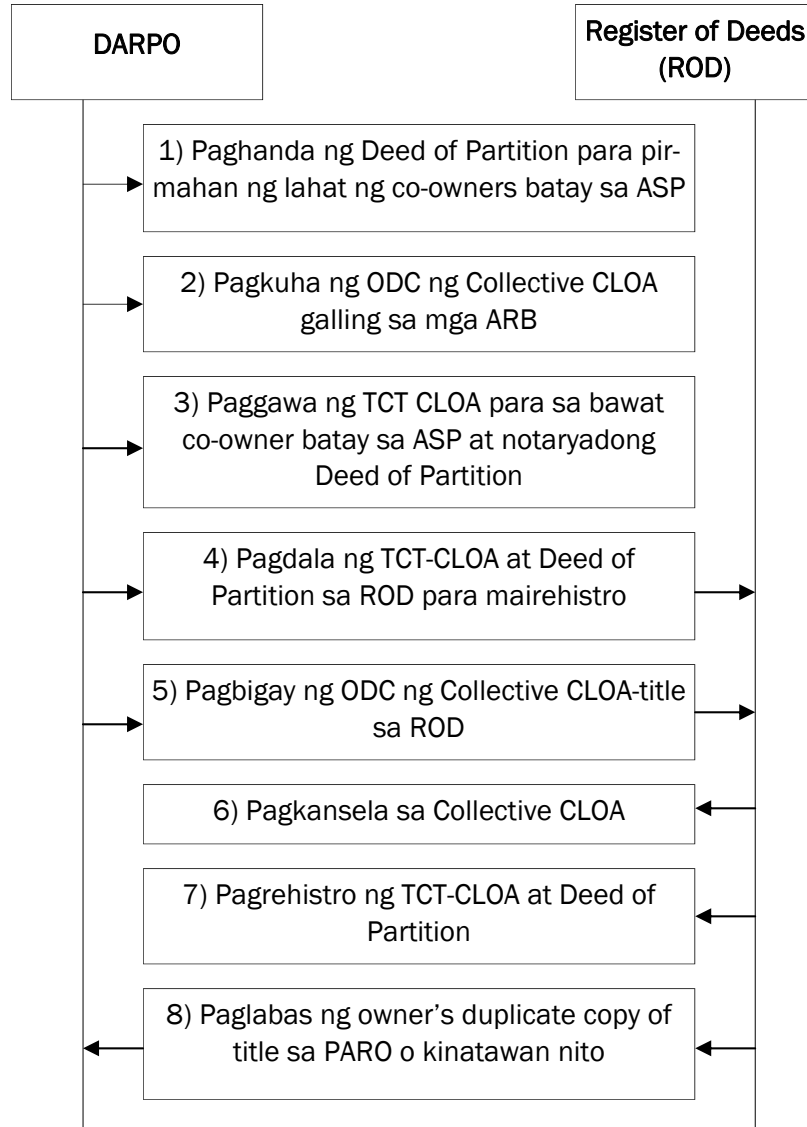 DARPO
Register of Deeds
(ROD)
1) Paghanda ng Deed of Partition para pir-
mahan ng lahat ng co-owners batay sa ASP
2) Pagkuha ng ODC ng Collective CLOA
galling sa mga ARB
3) Paggawa ng TCT CLOA para sa bawat
co-owner batay sa ASP at notaryadong
Deed of Partition
4) Pagdala ng TCT-CLOA at Deed of
Partition sa ROD para mairehistro
5) Pagbigay ng ODC ng Collective CLOA-title
sa ROD
6) Pagkansela sa Collective CLOA
7) Pagrehistro ng TCT-CLOA at Deed of
Partition
8) Paglabas ng owner’s duplicate copy of
title sa PARO o kinatawan nito